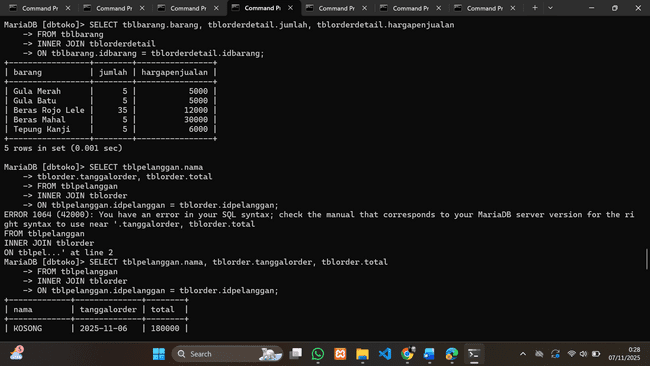 Command Pr Command Pr Command Pr Command Pr Command Pr Command Pr Command Pr
MariaDB [dbtoko]> SELECT tblbarang.barang, tblorderdetail.jumlah, tblorderdetail.hargapenjualan
    -> FROM tblbarang
    -> INNER JOIN tblorderdetail
    -> ON tblbarang.idbarang = tblorderdetail.idbarang;
+-----------------+--------+----------------+
| barang          | jumlah | hargapenjualan |
+-----------------+--------+----------------+
| Gula Merah      |      5 |           5000 |
| Gula Batu       |      5 |           5000 |
| Beras Rojo Lele |     35 |          12000 |
| Beras Mahal     |      5 |          30000 |
| Tepung Kanji    |      5 |           6000 |
+-----------------+--------+----------------+
5 rows in set (0.001 sec)
MariaDB [dbtoko]> SELECT tblpelanggan.nama
    -> tblorder.tanggalorder, tblorder.total
    -> FROM tblpelanggan
    -> INNER JOIN tblorder
    -> ON tblpelanggan.idpelanggan = tblorder.idpelanggan;
ERROR 1064 (42000): You have an error in your SQL syntax; check the manual that corresponds to your MariaDB server version for the ri
ght syntax to use near '.tanggalorder, tblorder.total
FROM tblpelanggan
INNER JOIN tblorder
ON tblpel...' at line 2
MariaDB [dbtoko]> SELECT tblpelanggan.nama, tblorder.tanggalorder, tblorder.total
    -> FROM tblpelanggan
    -> INNER JOIN tblorder
    -> ON tblpelanggan.idpelanggan = tblorder.idpelanggan;
+-------------+--------------+--------+
| nama        | tanggalorder | total  |
+-------------+--------------+--------+
| KOSONG      | 2025-11-06   | 180000 |
Search
0:28
07/11/2025